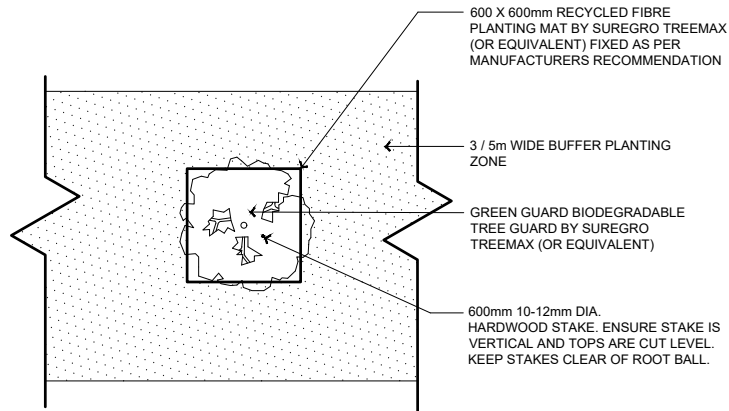 600 X 600mm RECYCLED FIBRE
PLANTING MAT BY SUREGRO TREEMAX
(OR EQUIVALENT) FIXED AS PER
MANUFACTURERS RECOMMENDATION
3 / 5m WIDE BUFFER PLANTING
ZONE
GREEN GUARD BIODEGRADABLE
TREE GUARD BY SUREGRO
TREEMAX (OR EQUIVALENT)
600mm 10-12mm DIA.
HARDWOOD STAKE. ENSURE STAKE IS
VERTICAL AND TOPS ARE CUT LEVEL.
KEEP STAKES CLEAR OF ROOT BALL.